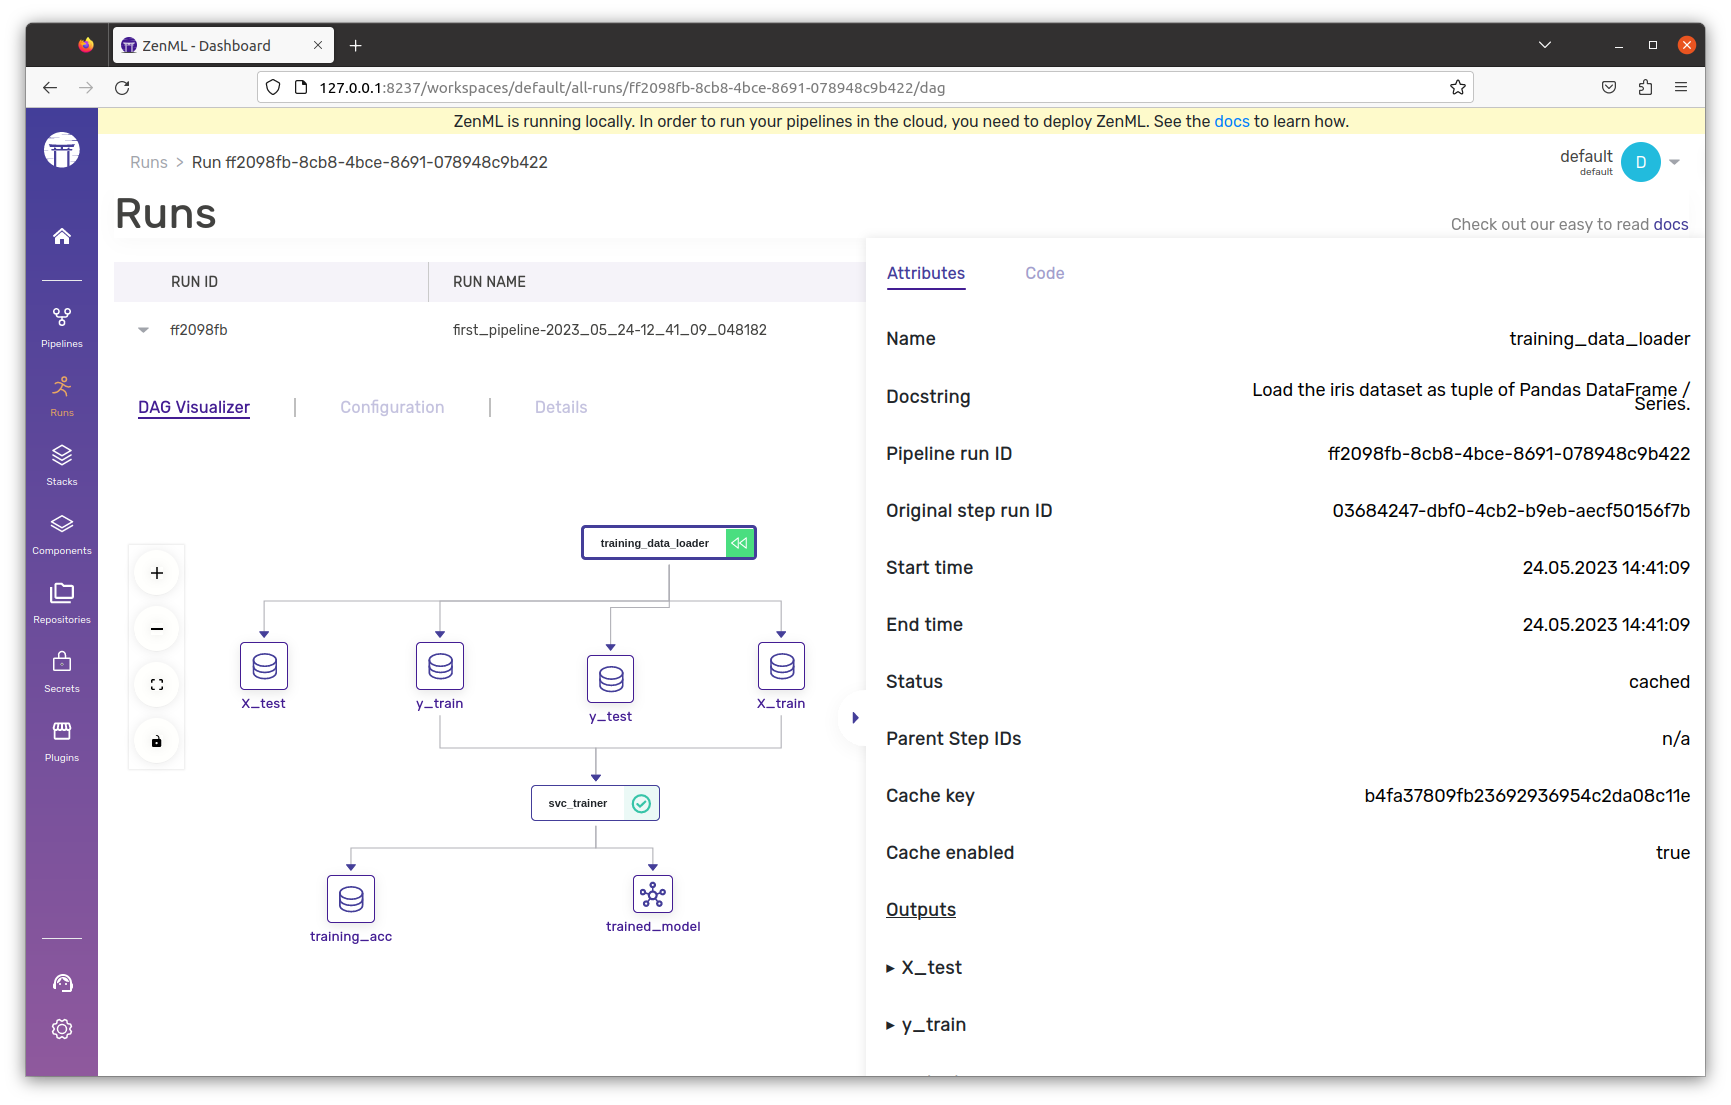 ZenML - Dashboard
127.0.0.1:8237/workspaces/default/all-runs/ff2098fb-8cb8-4bce-8691-078948c9b422/dag
ZenML is running locally. In order to run your pipelines in the cloud, you need to deploy ZenML. See the docs to learn how.
Runs > Run ff2098fb-8cb8-4bce-8691-078948c9b422
default
default
D
Runs
Check out our easy to read docs
Pipelines
Runs
Stacks
Components
Repositories
Secrets
Plugins
RUN ID
RUN NAME
ff2098fb
first_pipeline-2023_05_24-12_41_09_048182
DAG Visualizer | Configuration | Details
training_data_loader
X_test
y_train
y_test
X_train
svc_trainer
training_acc
trained_model
Attributes
Code
Name
training_data_loader
Docstring
Load the iris dataset as tuple of Pandas DataFrame /
Series.
Pipeline run ID
ff2098fb-8cb8-4bce-8691-078948c9b422
Original step run ID
03684247-dbf0-4cb2-b9eb-aecf50156f7b
Start time
24.05.2023 14:41:09
End time
24.05.2023 14:41:09
Status
cached
Parent Step IDs
n/a
Cache key
b4fa37809fb23692936954c2da08c11e
Cache enabled
true
Outputs
X_test
y_train